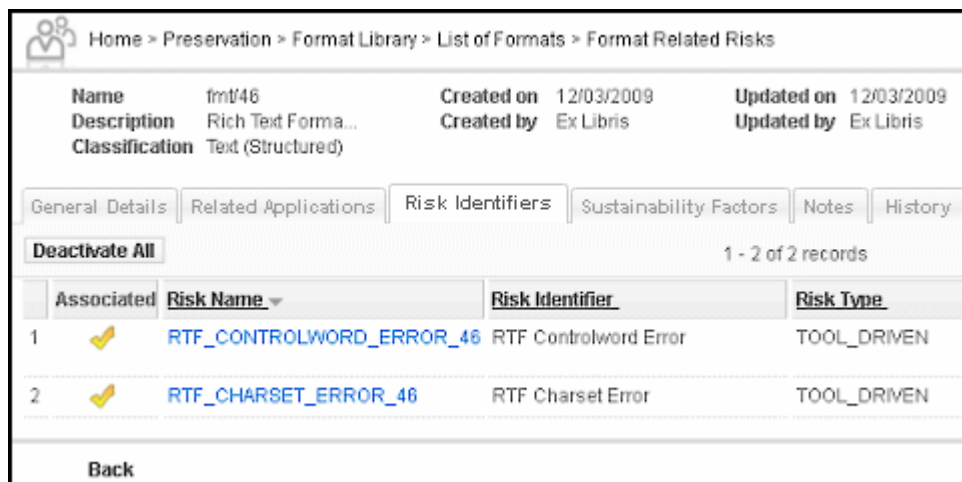 Home > Preservation > Format Library > List of Formats > Format Related Risks
Name fmt/46 Created on 12/03/2009 Updated on 12/03/2009
Description Rich Text Forma... Created by Ex Libris Updated by Ex Libris
Classification Text (Structured)
General Details Related Applications Risk Identifiers Sustainability Factors Notes History
Deactivate All 1 - 2 of 2 records
Associated Risk Name Risk Identifier Risk Type
1 RTF_CONTROLWORD_ERROR_46 RTF Controlword Error TOOL_DRIVEN
2 RTF_CHARSET_ERROR_46 RTF Charset Error TOOL_DRIVEN
Back